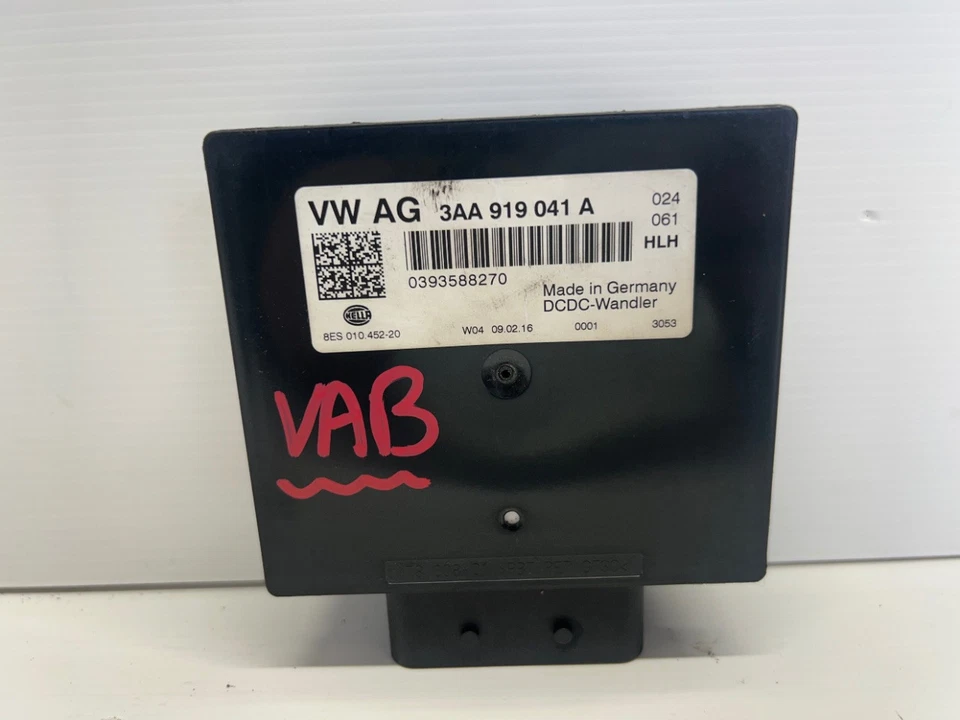 VW AG 3AA 919 041 A
024
061
HLH
0393588270
Made in Germany
DCDC-Wandler
HELLA
8ES 010.452-20 W04 09.02.16 0001 3053
VAB